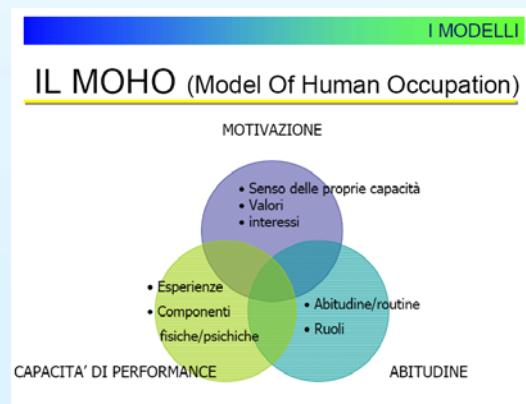 I MODELLI
IL MOHO (Model Of Human Occupation)
MOTIVAZIONE
• Senso delle proprie capacità
• Valori
• interessi
• Esperienze
• Componenti
fisiche/psichiche
• Abitudine/routine
• Ruoli
CAPACITA' DI PERFORMANCE
ABITUDINE